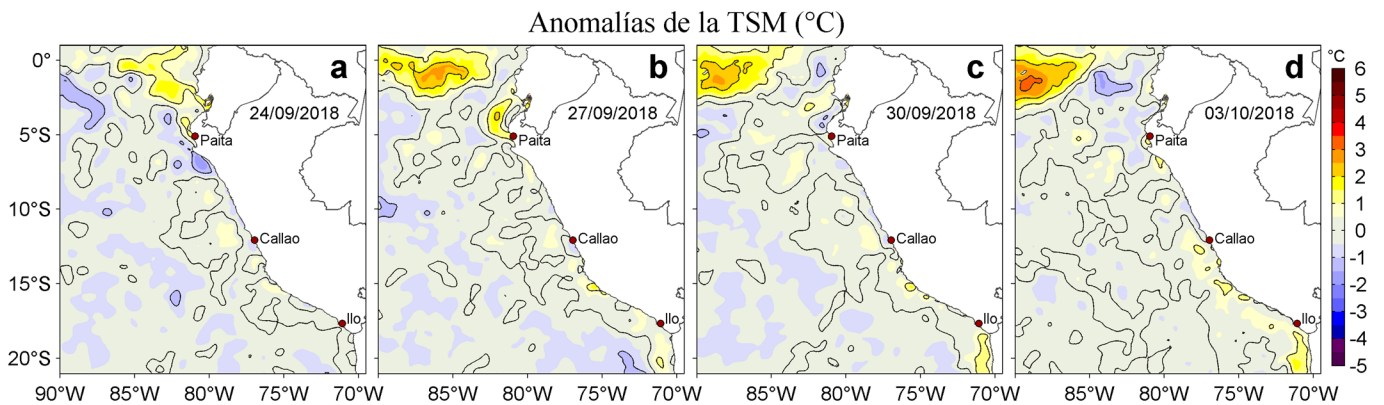 Anomalías de la TSM (°C)
a
24/09/2018
Paita
Callao
Ilo
b
27/09/2018
Paita
Callao
Ilo
c
30/09/2018
Paita
Callao
Ilo
d
03/10/2018
Paita
Callao
Ilo
0°
5°S
10°S
15°S
20°S
90°W 85°W 80°W 75°W 70°W 85°W 80°W 75°W 70°W 85°W 80°W 75°W 70°W 85°W 80°W 75°W 70°W
°C
6
5
4
3
2
1
0
-1
-2
-3
-4
-5